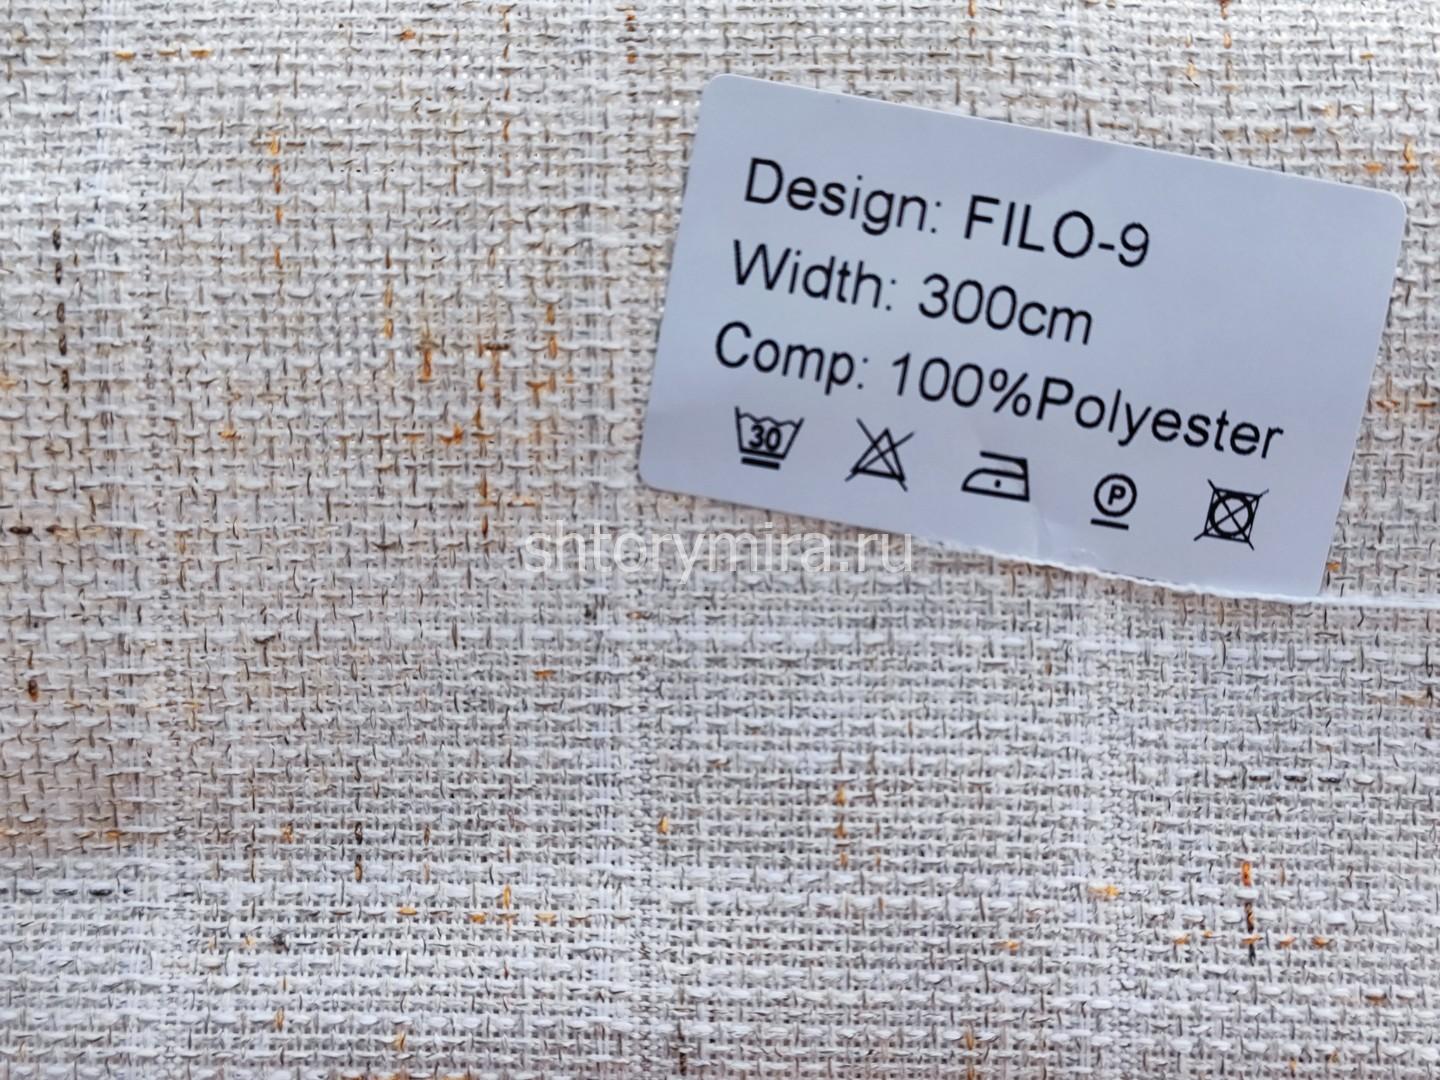 Design: FILO-9
Width: 300cm
Comp: 100%Polyester
30
P
shtorymira.ru